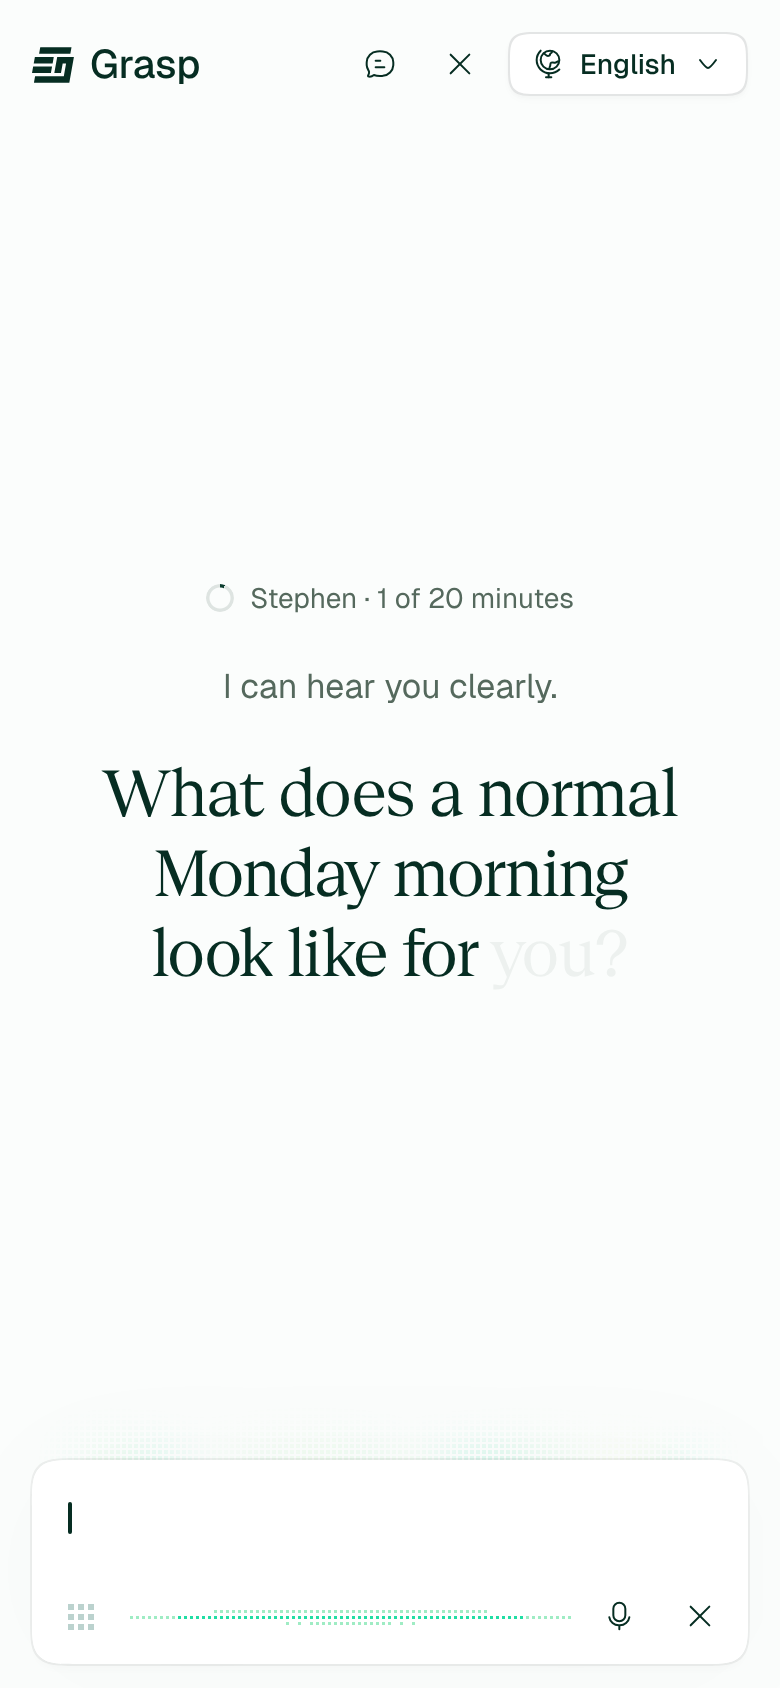 Grasp
English
Stephen · 1 of 20 minutes
I can hear you clearly.
What does a normal
Monday morning
look like for you?